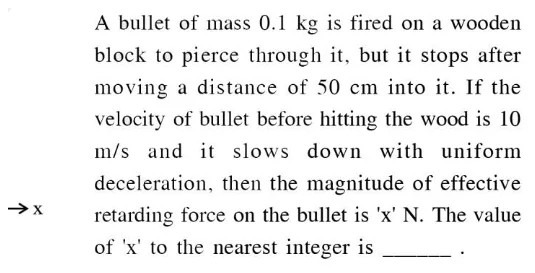 A bullet of mass 0.1 kg is fired on a wooden
block to pierce through it, but it stops after
moving a distance of 50 cm into it. If the
velocity of bullet before hitting the wood is 10
m/s and it slows down with uniform
deceleration, then the magnitude of effective
→x
retarding force on the bullet is 'x' N. The value
of 'x' to the nearest integer is ______ .